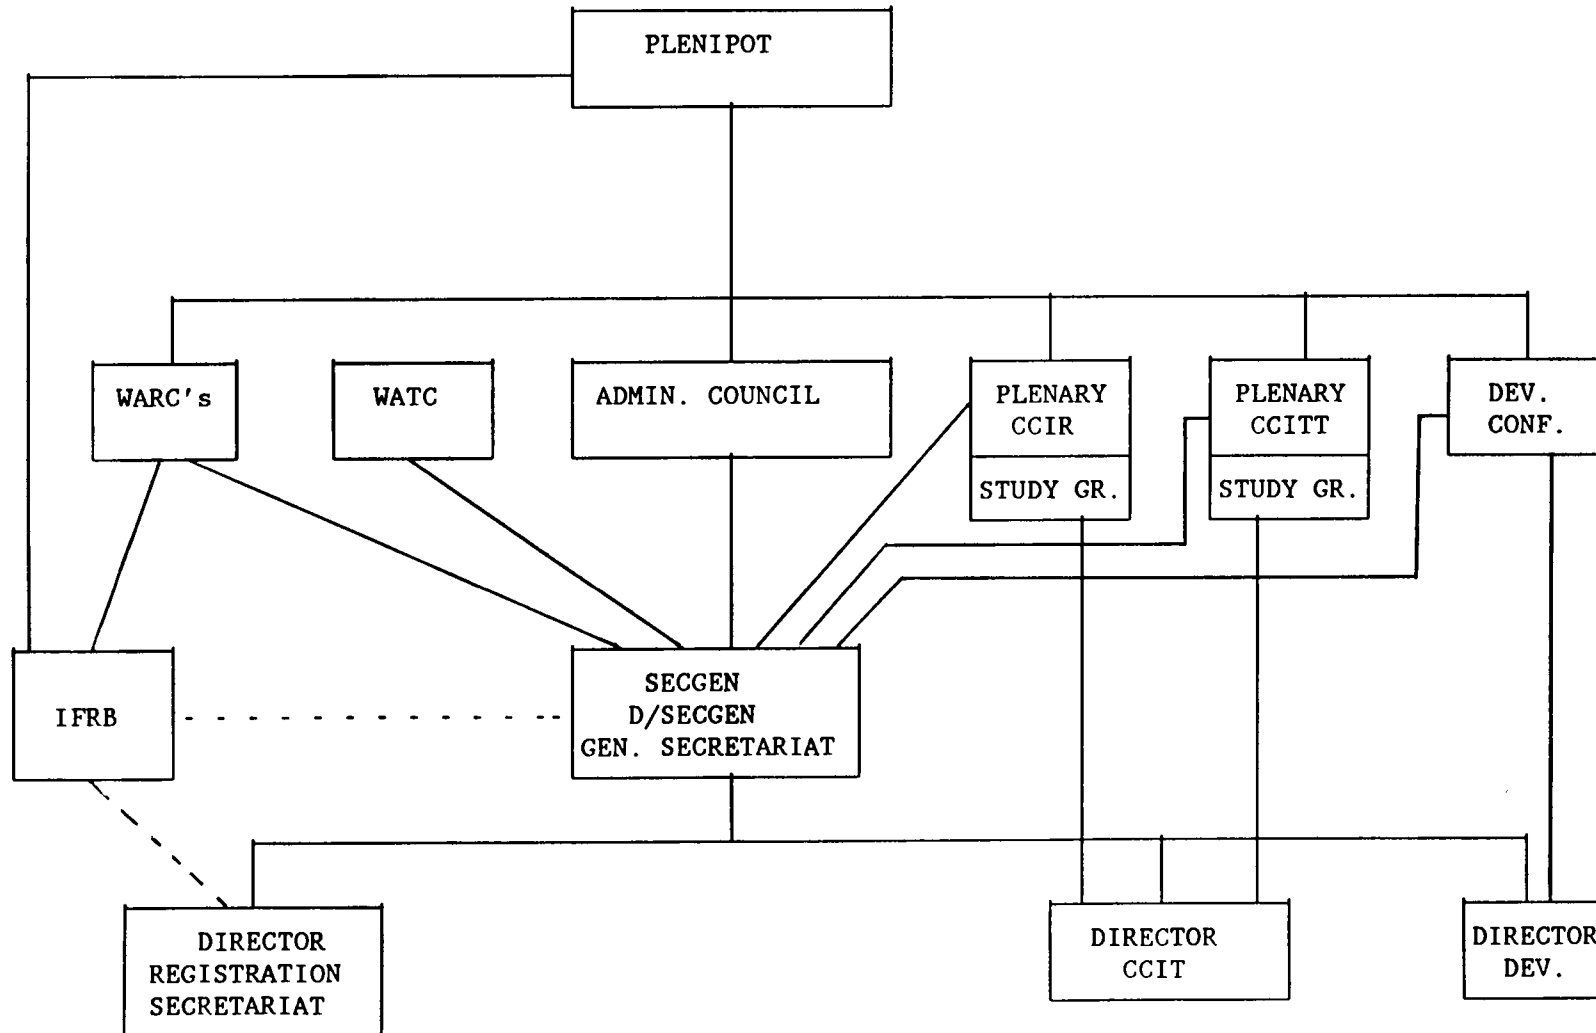 PLENIPOT
WARC's
WATC
ADMIN. COUNCIL
PLENARY
CCIR
STUDY GR.
PLENARY
CCITT
STUDY GR.
DEV.
CONF.
IFRB
SECGEN
D/SECGEN
GEN. SECRETARIAT
DIRECTOR
REGISTRATION
SECRETARIAT
DIRECTOR
CCIT
DIRECTOR
DEV.